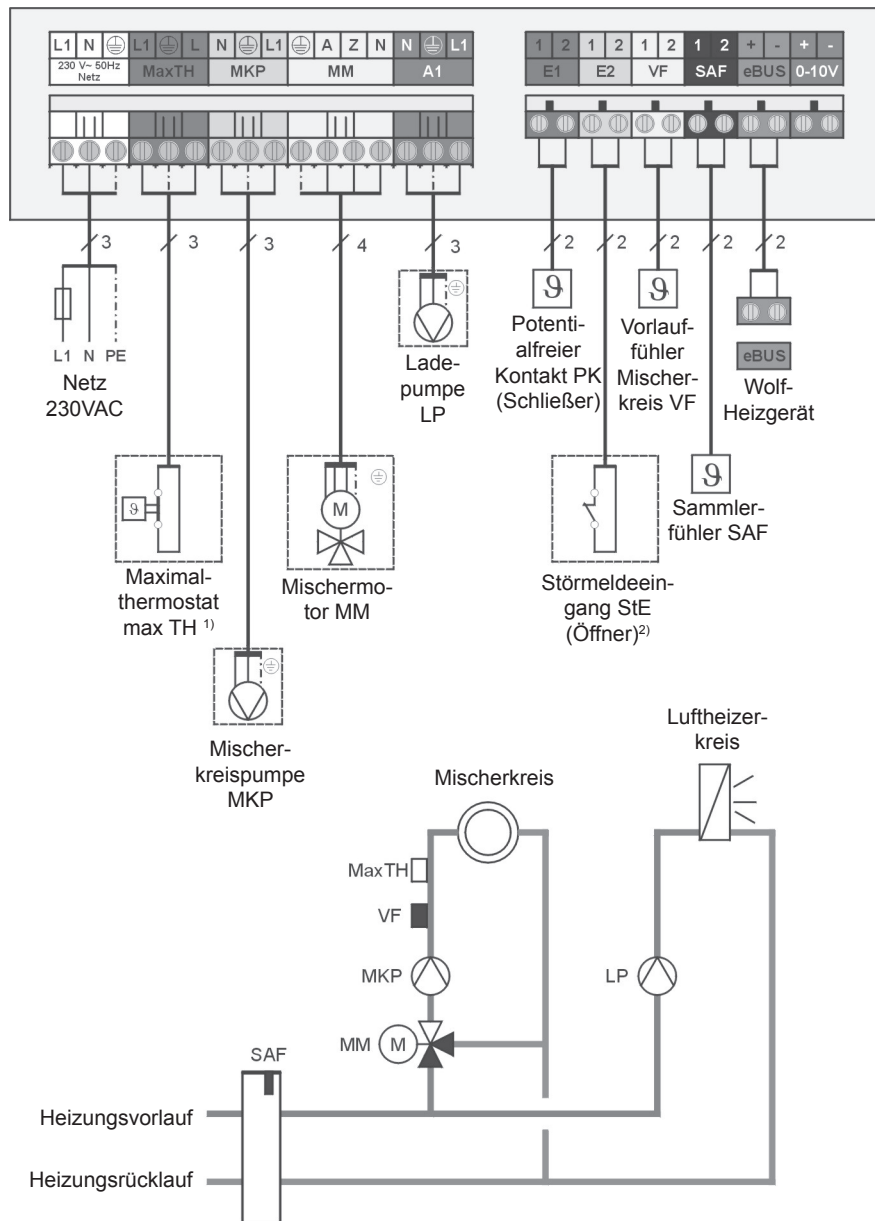 L1 N L1 L N L1 A Z N N L1
230 V~ 50Hz
Netz
MaxTH MKP MM A1
1 2 1 2 1 2 1 2 + - + -
E1 E2 VF SAF eBUS 0-10V
3 3 3 4 3 2 2 2 2 2
L1 N PE
Netz
230VAC
Lade-
pumpe
LP
ϑ
Potenti-
alfreier
Kontakt PK
(Schließer)
ϑ
Vorlauf-
fühler
Mischer-
kreis VF
eBUS
Wolf-
Heizgerät
ϑ
Maximal-
thermostat
max TH 1)
M
Mischermo-
tor MM
Störmeldeein-
gang StE
(Öffner)2)
ϑ
Sammler-
fühler SAF
Mischer-
kreispumpe
MKP
Luftheizer-
kreis
Mischerkreis
MaxTH
VF
MKP
LP
MM M
SAF
Heizungsvorlauf
Heizungsrücklauf